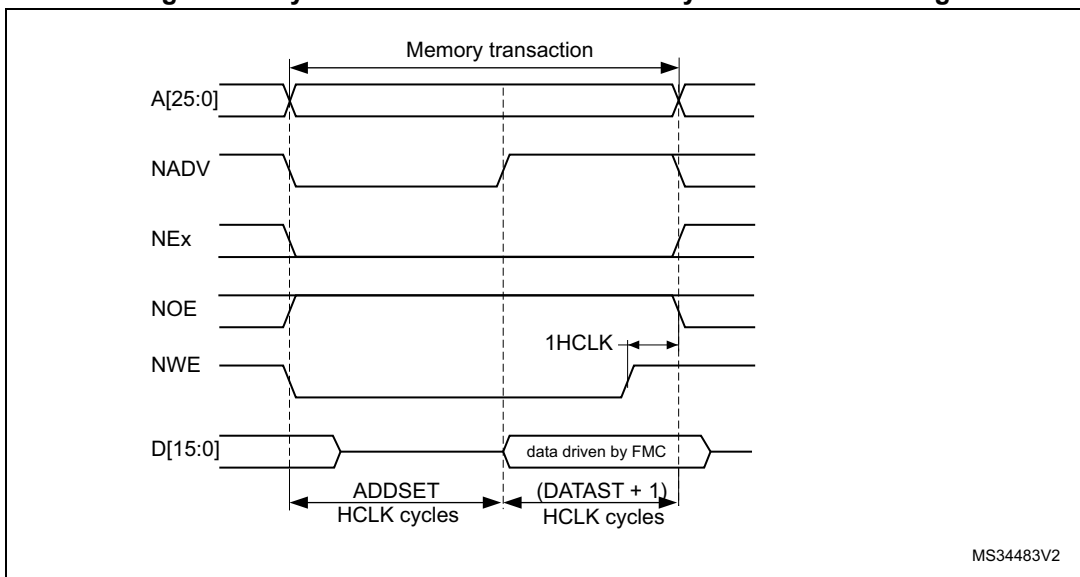 Memory transaction
A[25:0]
NADV
NEx
NOE
1HCLK
NWE
D[15:0]
data driven by FMC
ADDSET
HCLK cycles
(DATAST + 1)
HCLK cycles
MS34483V2